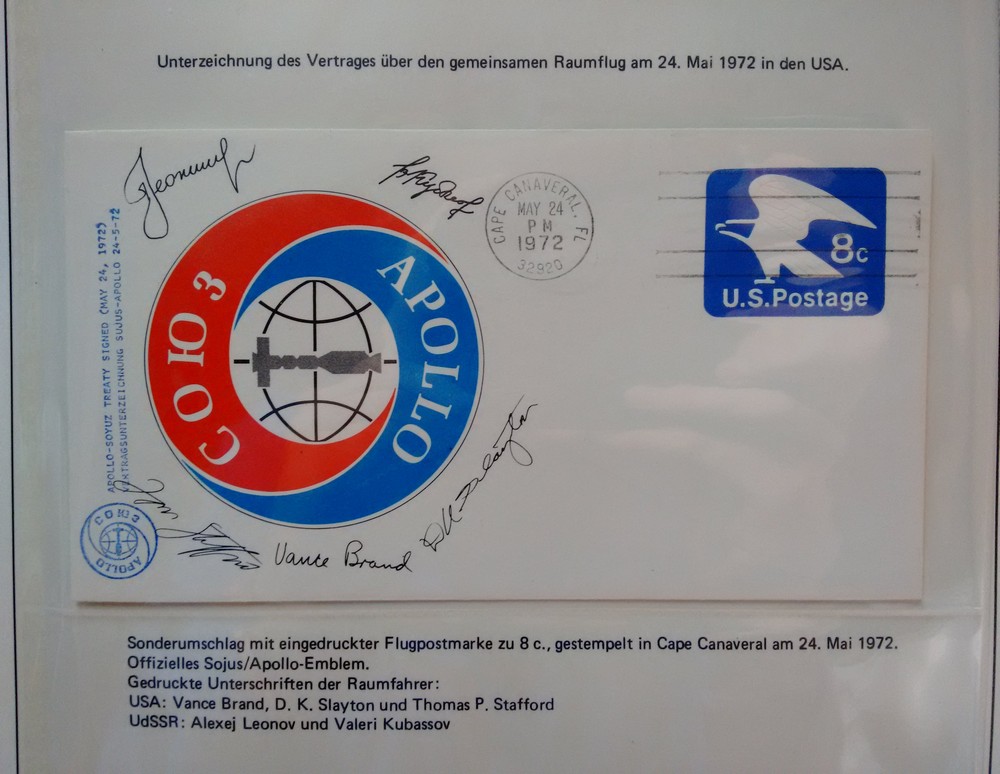 Unterzeichnung des Vertrages über den gemeinsamen Raumflug am 24. Mai 1972 in den USA.
CAPE CANAVERAL, FL
MAY 24
PM
1972
32920
8c
U.S.Postage
СОЮЗ
APOLLO
APOLLO-SOYUZ TREATY SIGNED (MAY 24, 1972)
VERTRAGSUNTERZEICHNUNG SUJUS-APOLLO 24-5-72
СОЮЗ
APOLLO
Vance Brand
Sonderumschlag mit eingedruckter Flugpostmarke zu 8 c., gestempelt in Cape Canaveral am 24. Mai 1972.
Offizielles Sojus/Apollo-Emblem.
Gedruckte Unterschriften der Raumfahrer:
USA: Vance Brand, D. K. Slayton und Thomas P. Stafford
UdSSR: Alexej Leonov und Valeri Kubassov